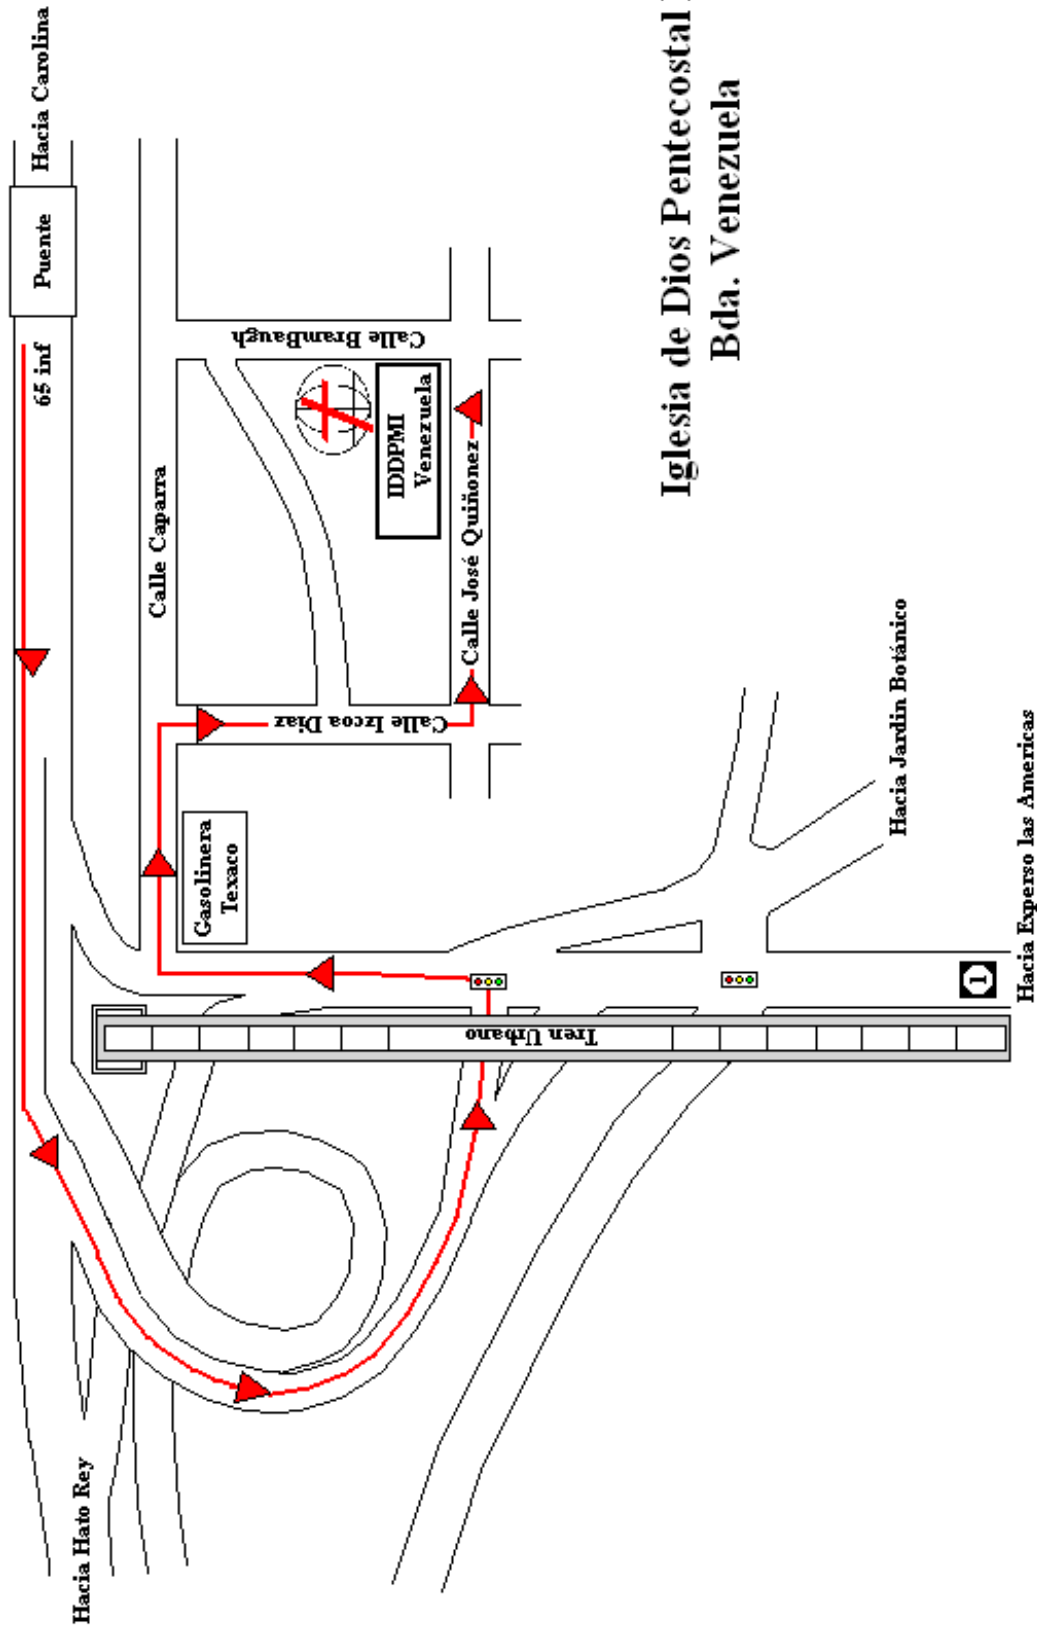 Hacia Carolina
Puente
65 inf
Calle Caparra
Calle BramBaugh
IDDPMI
Venezuela
Calle José Quiñonez
Calle Izcoa Diaz
Gasolinera
Texaco
Tren Urbano
1
Hacia Hato Rey
Hacia Jardin Botánico
Hacia Experso las Americas
Iglesia de Dios Pentecostal
Bda. Venezuela